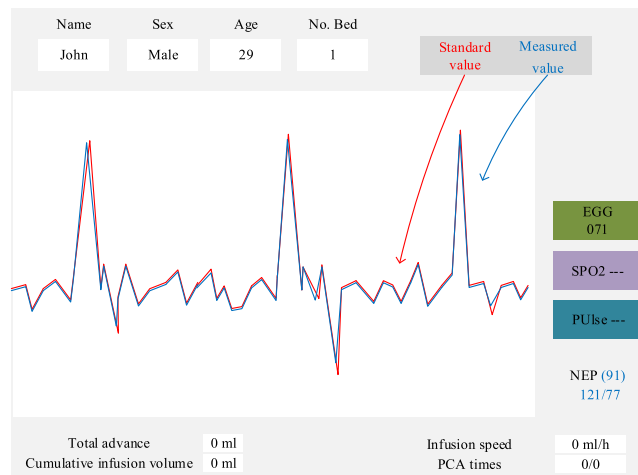 Name Sex Age No. Bed
John Male 29 1
Standard value
Measured value
EGG
071
SPO2 ---
PUlse ---
NEP (91)
121/77
Total advance 0 ml
Cumulative infusion volume 0 ml
Infusion speed 0 ml/h
PCA times 0/0